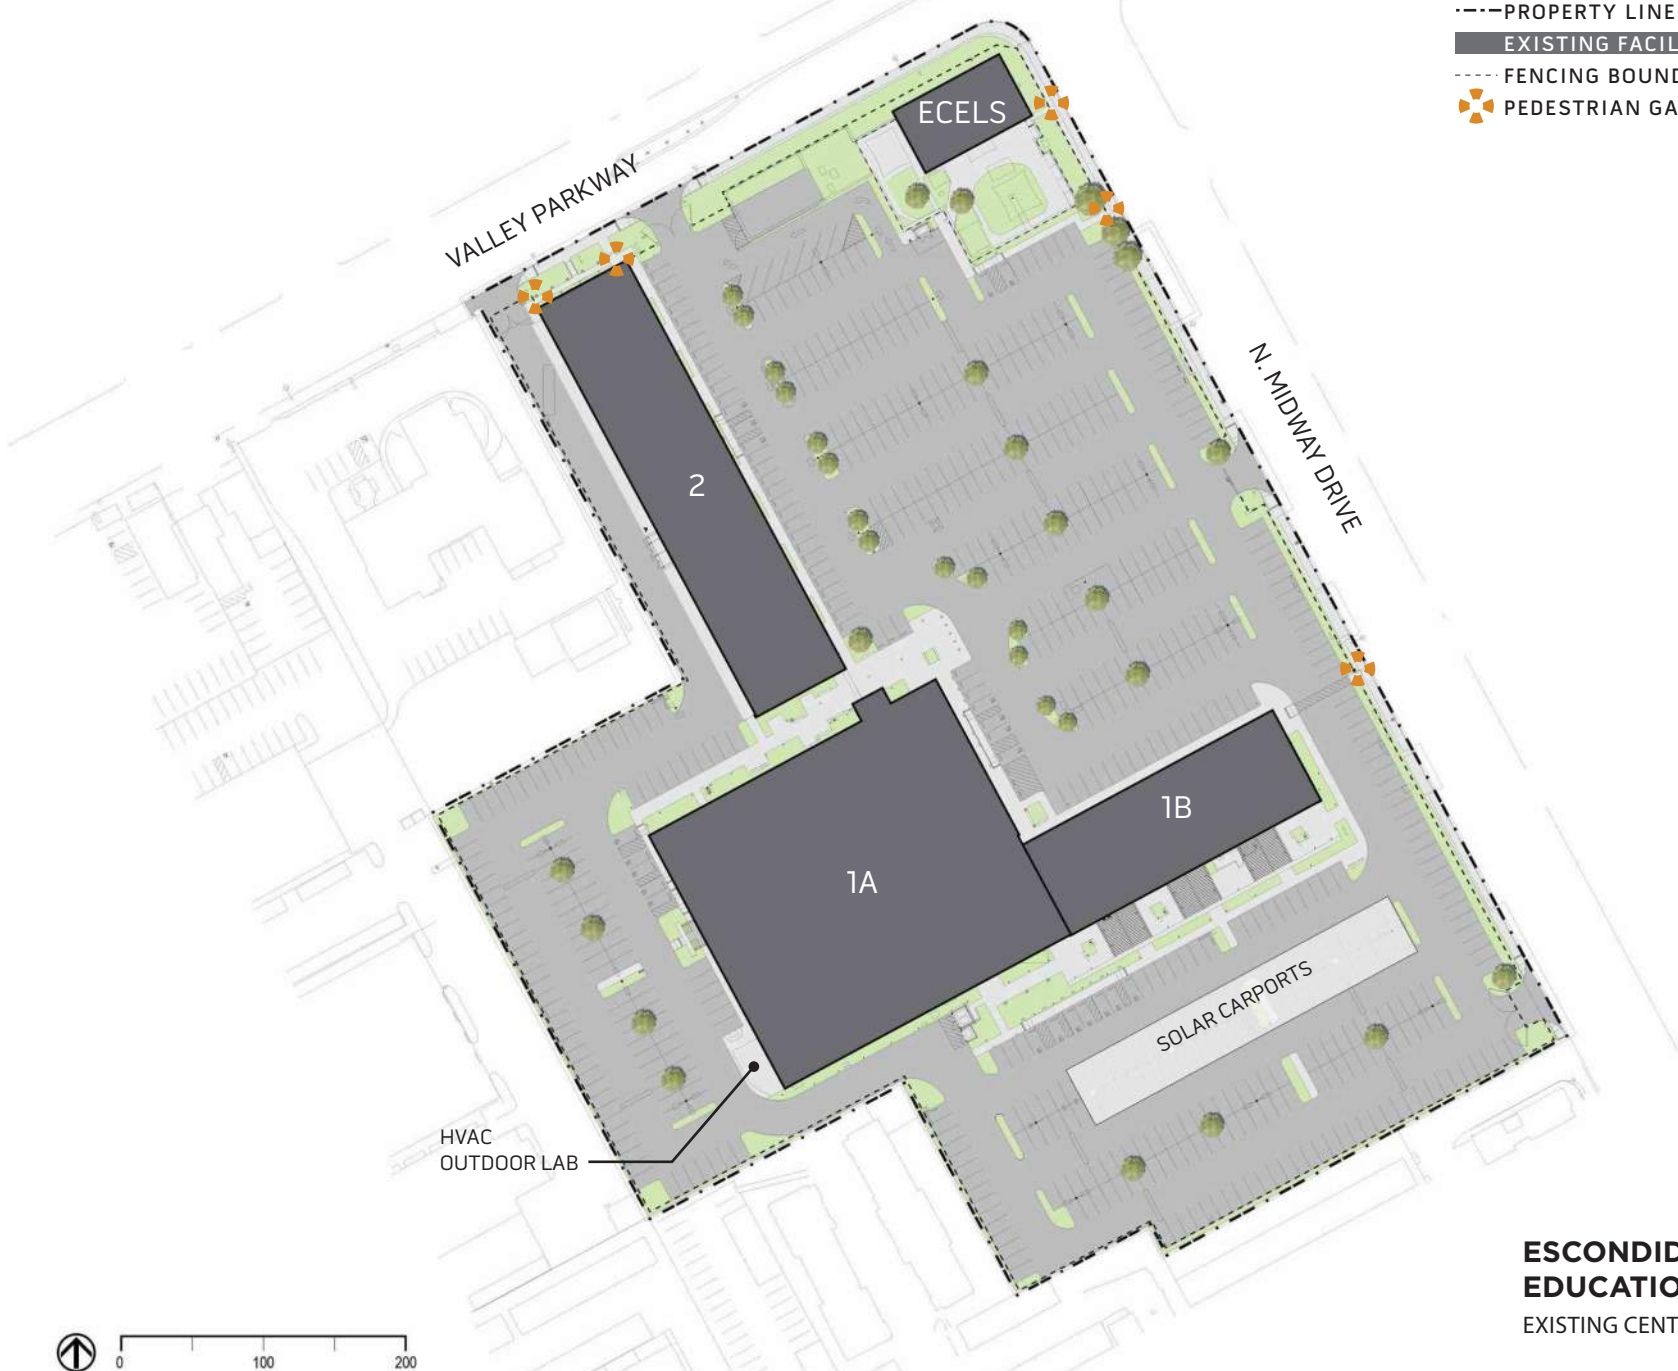 PROPERTY LINE
EXISTING FACIL
FENCING BOUND
PEDESTRIAN GA
ECELS
VALLEY PARKWAY
N. MIDWAY DRIVE
2
1B
1A
SOLAR CARPORTS
HVAC
OUTDOOR LAB
ESCONDID
EDUCATIO
EXISTING CENT
0 100 200